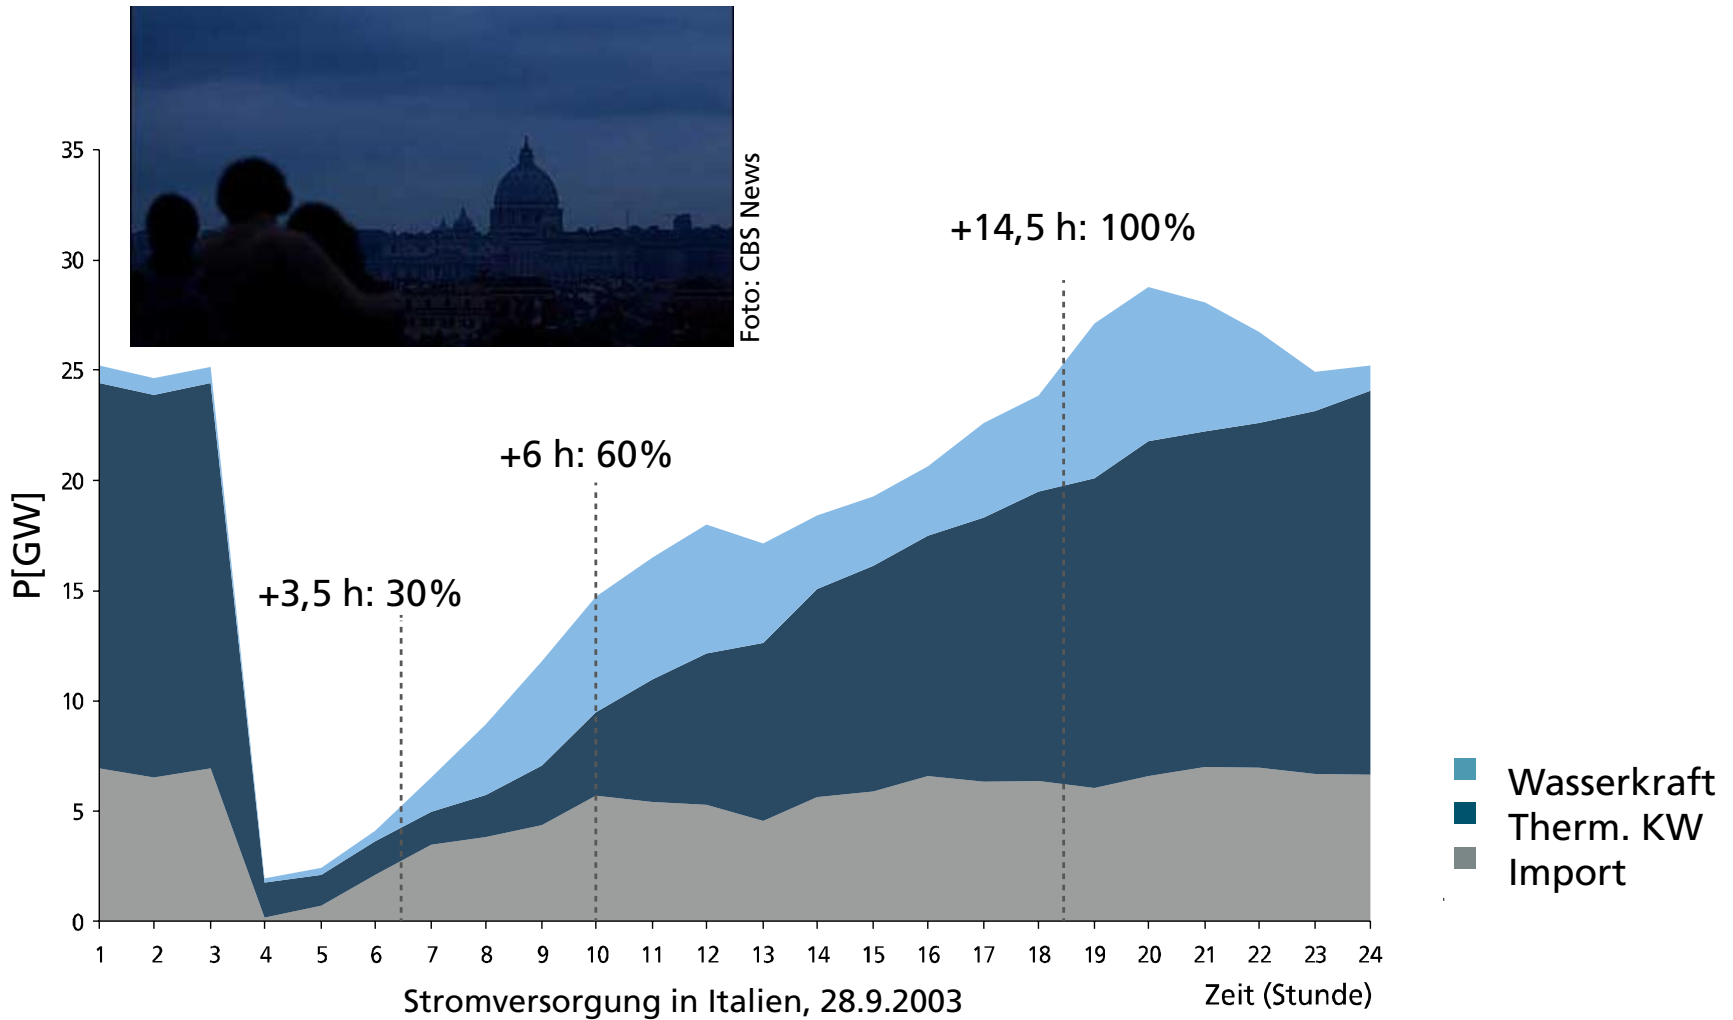 Foto: CBS News
35
30
25
20
15
10
5
0
P[GW]
+3,5 h: 30%
+6 h: 60%
+14,5 h: 100%
1 2 3 4 5 6 7 8 9 10 11 12 13 14 15 16 17 18 19 20 21 22 23 24
Stromversorgung in Italien, 28.9.2003
Zeit (Stunde)
Wasserkraft
Therm. KW
Import